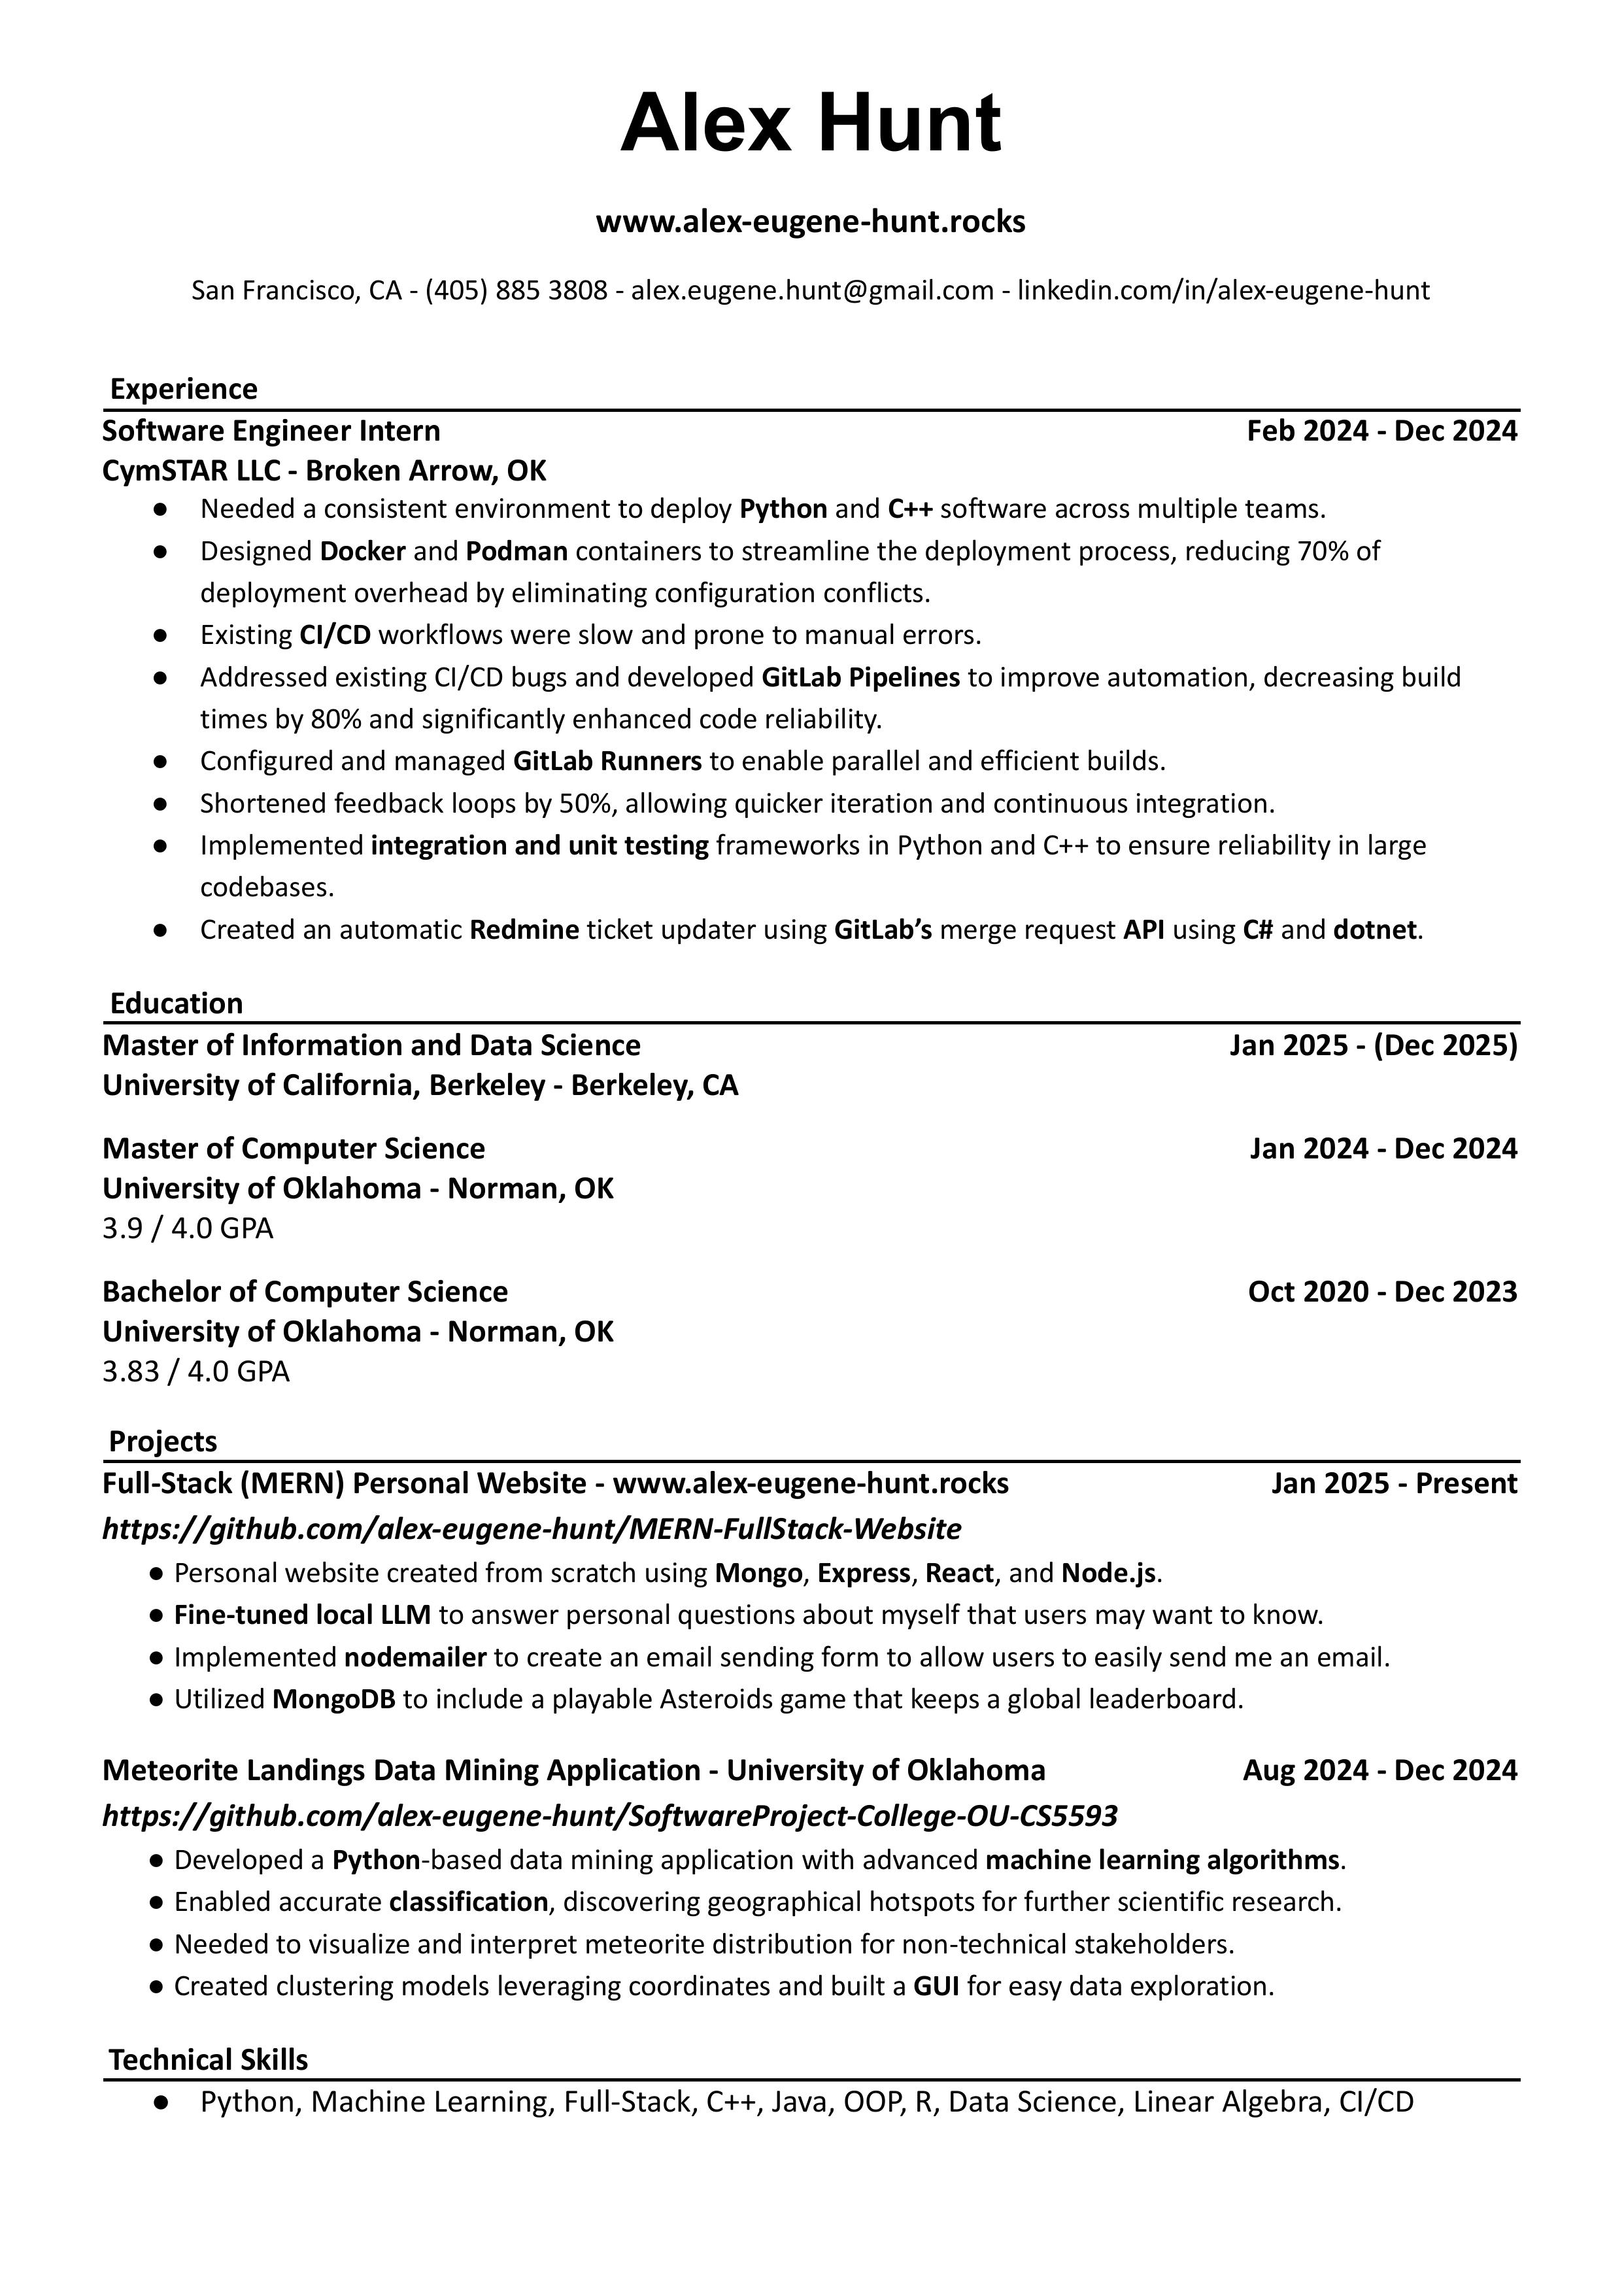 Alex Hunt
www.alex-eugene-hunt.rocks
San Francisco, CA - (405) 885 3808 - alex.eugene.hunt@gmail.com - linkedin.com/in/alex-eugene-hunt
Experience
Software Engineer Intern Feb 2024 - Dec 2024
CymSTAR LLC - Broken Arrow, OK
● Needed a consistent environment to deploy Python and C++ software across multiple teams.
● Designed Docker and Podman containers to streamline the deployment process, reducing 70% of
deployment overhead by eliminating configuration conflicts.
● Existing CI/CD workflows were slow and prone to manual errors.
● Addressed existing CI/CD bugs and developed GitLab Pipelines to improve automation, decreasing build
times by 80% and significantly enhanced code reliability.
● Configured and managed GitLab Runners to enable parallel and efficient builds.
● Shortened feedback loops by 50%, allowing quicker iteration and continuous integration.
● Implemented integration and unit testing frameworks in Python and C++ to ensure reliability in large
codebases.
● Created an automatic Redmine ticket updater using GitLab’s merge request API using C# and dotnet.
Education
Master of Information and Data Science Jan 2025 - (Dec 2025)
University of California, Berkeley - Berkeley, CA
Master of Computer Science Jan 2024 - Dec 2024
University of Oklahoma - Norman, OK
3.9 / 4.0 GPA
Bachelor of Computer Science Oct 2020 - Dec 2023
University of Oklahoma - Norman, OK
3.83 / 4.0 GPA
Projects
Full-Stack (MERN) Personal Website - www.alex-eugene-hunt.rocks Jan 2025 - Present
https://github.com/alex-eugene-hunt/MERN-FullStack-Website
● Personal website created from scratch using Mongo, Express, React, and Node.js.
● Fine-tuned local LLM to answer personal questions about myself that users may want to know.
● Implemented nodemailer to create an email sending form to allow users to easily send me an email.
● Utilized MongoDB to include a playable Asteroids game that keeps a global leaderboard.
Meteorite Landings Data Mining Application - University of Oklahoma Aug 2024 - Dec 2024
https://github.com/alex-eugene-hunt/SoftwareProject-College-OU-CS5593
● Developed a Python-based data mining application with advanced machine learning algorithms.
● Enabled accurate classification, discovering geographical hotspots for further scientific research.
● Needed to visualize and interpret meteorite distribution for non-technical stakeholders.
● Created clustering models leveraging coordinates and built a GUI for easy data exploration.
Technical Skills
● Python, Machine Learning, Full-Stack, C++, Java, OOP, R, Data Science, Linear Algebra, CI/CD